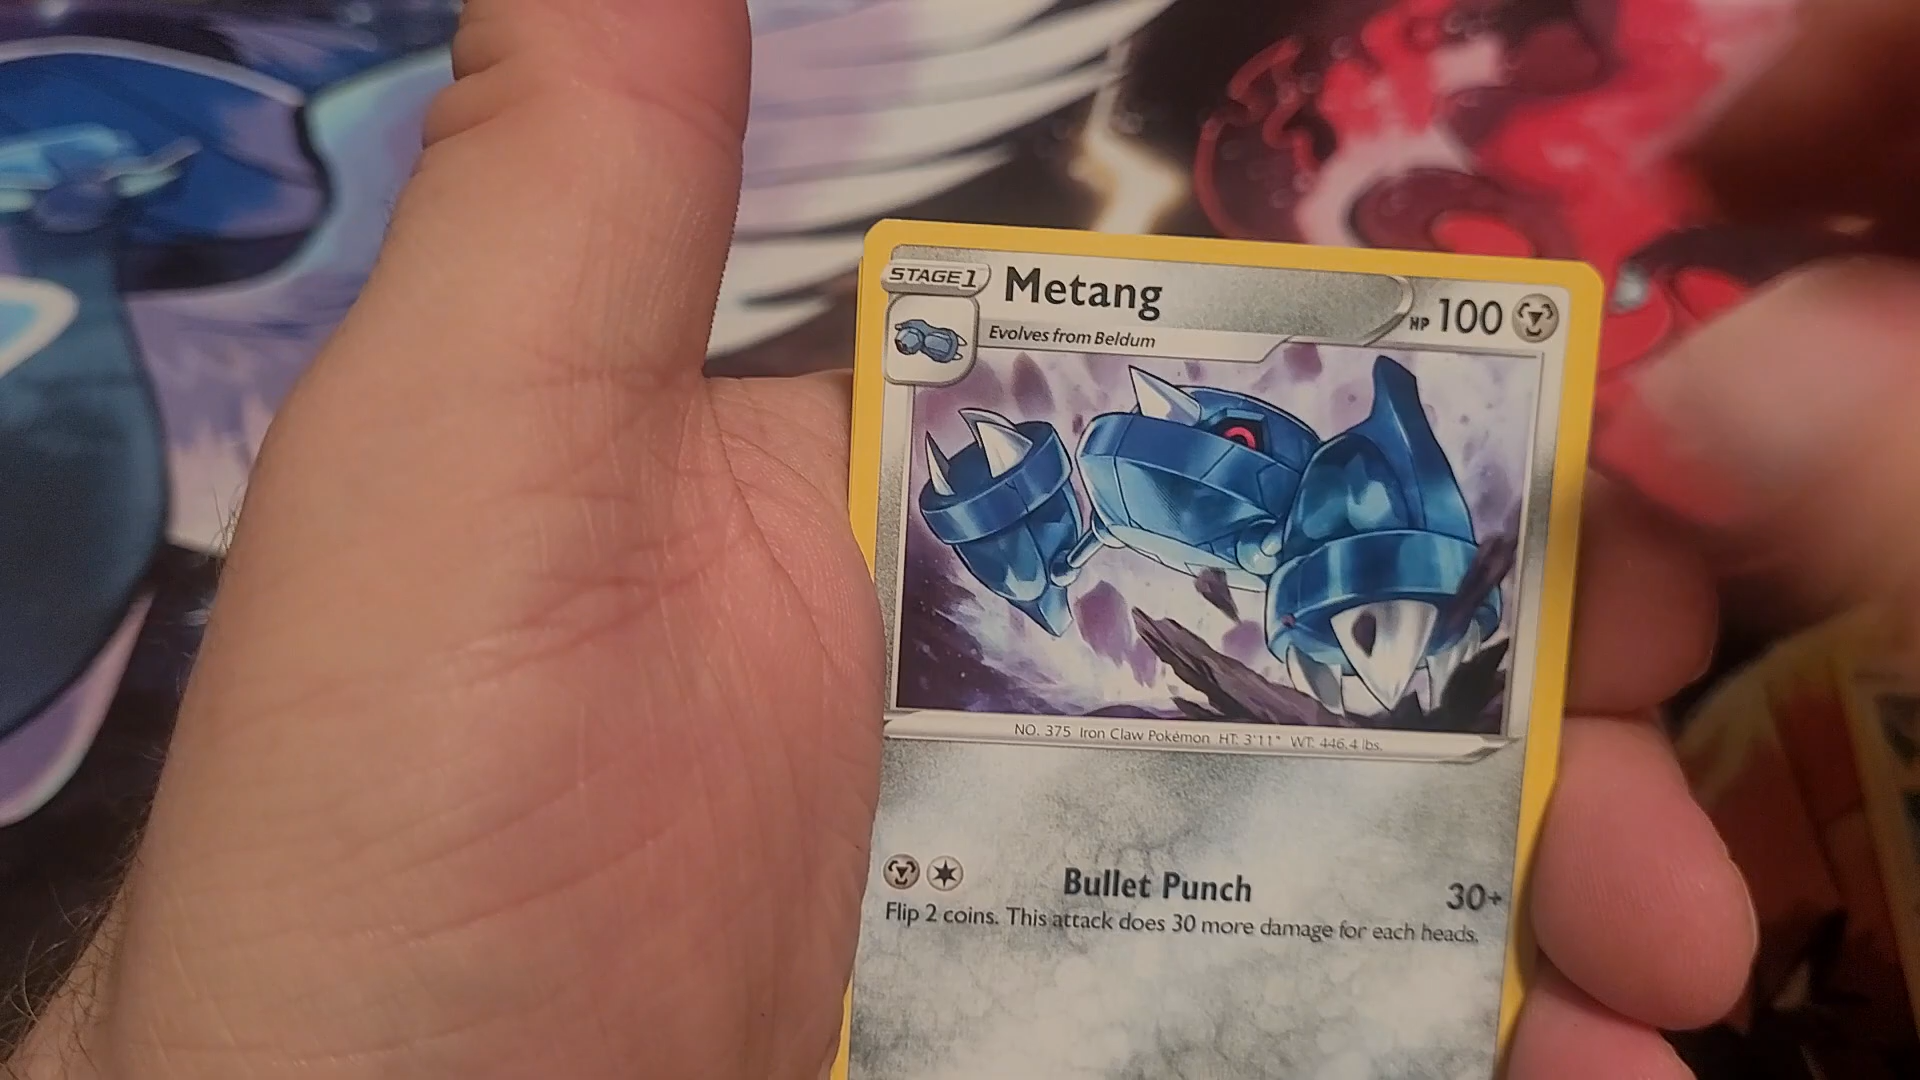 STAGE 1 Metang HP 100
Evolves from Beldum
NO. 375 Iron Claw Pokémon HT: 3'11" WT: 446.4 lbs.
Bullet Punch 30+
Flip 2 coins. This attack does 30 more damage for each heads.